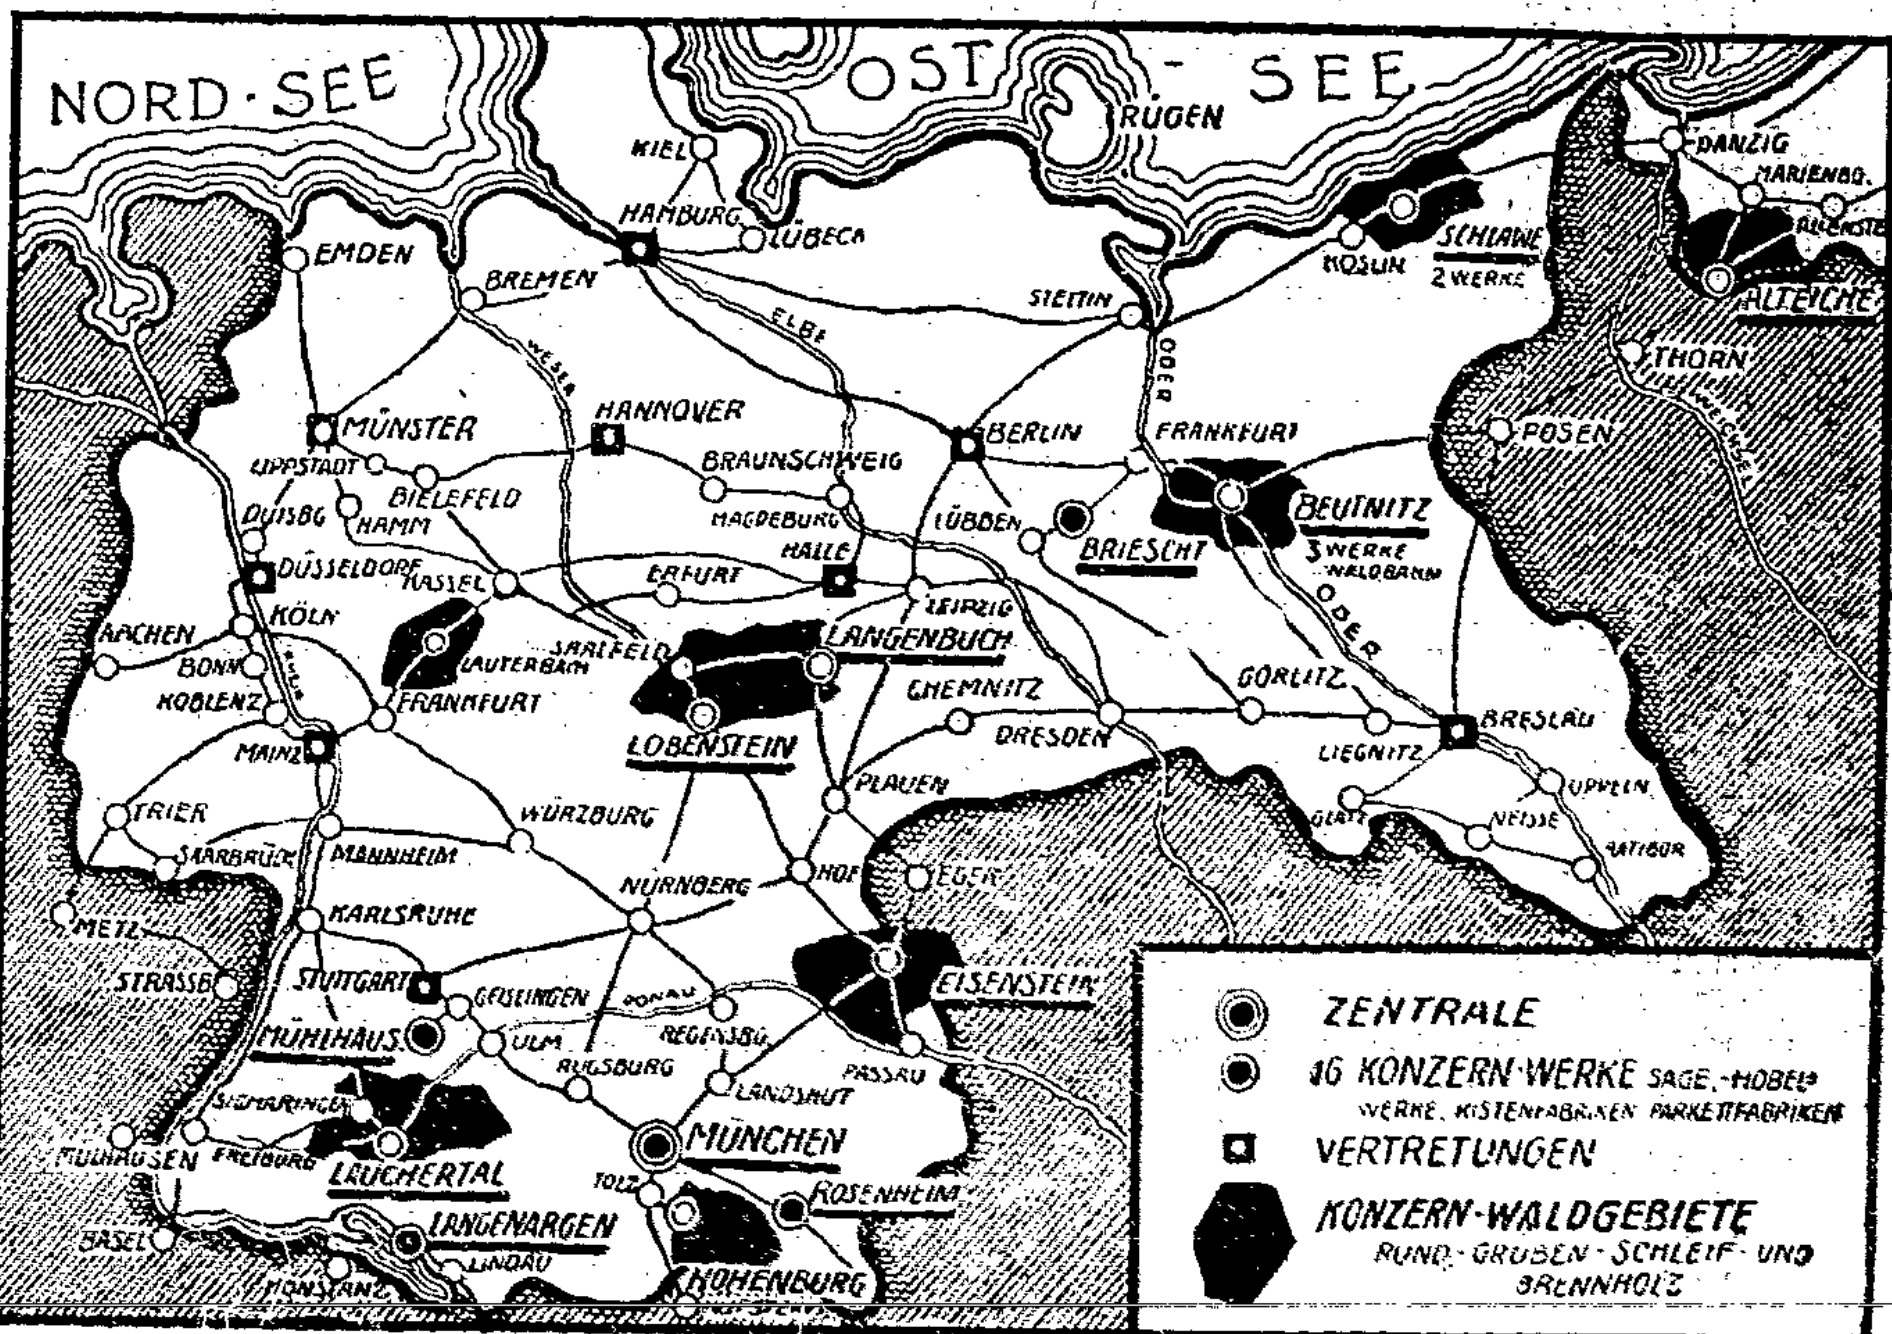 NORD-SEE
OST-SEE
RÜGEN
KIEL
DANZIG
MARIENBG.
HAMBURG
LÜBECK
EMDEN
SCHLAWE
2 WERKE
KÖSLIN
BREMEN
STETTIN
ALTEICHE
ELBE
WESER
ODER
THORN
WEICHSEL
MÜNSTER
HANNOVER
BERLIN
FRANKFURT
POSEN
LIPPSTADT
BIELEFELD
BRAUNSCHWEIG
DUISBG
HAMM
MAGDEBURG
LÜBBEN
BEUTNITZ
3 WERKE
WALDBAHN
BRIESCHT
HALLE
DÜSSELDORF
KASSEL
ERFURT
LEIPZIG
ODER
KÖLN
AACHEN
BONN
LAUTERBACH
SAALFELD
LANGENBUCH
KOBLENZ
FRANKFURT
CHEMNITZ
GÖRLITZ
MAINZ
LOBENSTEIN
DRESDEN
LIEGNITZ
BRESLAU
PLAUEN
OPPELN
TRIER
WÜRZBURG
GLATZ
NEISSE
SAARBRÜCK
MANNHEIM
RATIBOR
NÜRNBERG
HOF
EGER
METZ
KARLSRUHE
STRASSB
STUTTGART
GEISLINGEN
DONAU
EISENSTEIN
MÜHLHAUS
ULM
REGENSBG.
AUGSBURG
PASSAU
LANDSHUT
SIGMARINGEN
MÜNCHEN
MÜLHAUSEN
FREIBURG
LAUCHERTAL
TÖLZ
ROSENHEIM
LANGENARGEN
BASEL
LINDAU
KONSTANZ
HOHENBURG
ZENTRALE
16 KONZERN-WERKE SÄGE,-MÖBEL-
WERKE, KISTENFABRIKEN PARKETTFABRIKEN
VERTRETUNGEN
KONZERN-WALDGEBIETE
RUND-GRUBEN-SCHLEIF-UND
BRENNHOLZ